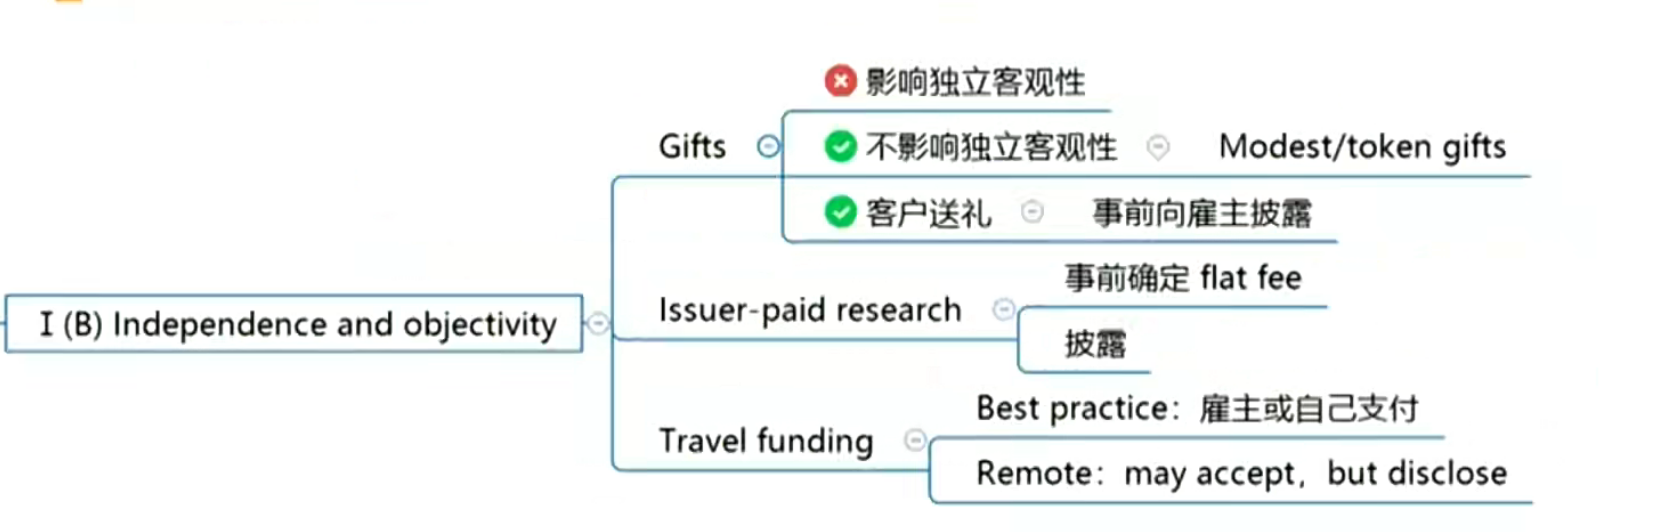 影响独立客观性
Gifts
不影响独立客观性
Modest/token gifts
客户送礼
事前向雇主披露
I (B) Independence and objectivity
Issuer-paid research
事前确定 flat fee
披露
Travel funding
Best practice：雇主或自己支付
Remote：may accept，but disclose